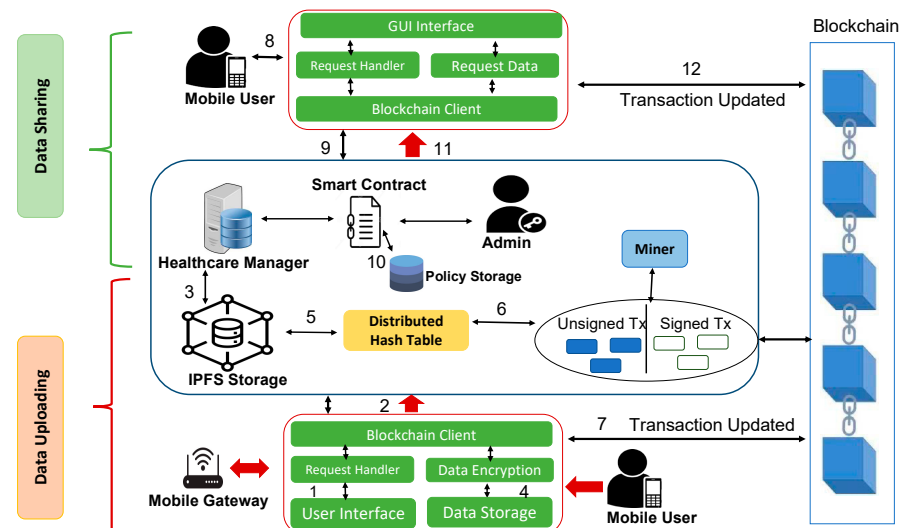 Blockchain
GUI Interface
8
Request Handler
Request Data
Mobile User
Blockchain Client
12
Transaction Updated
Data Sharing
9
11
Smart Contract
Healthcare Manager
Admin
10
Policy Storage
Miner
3
5
Distributed
Hash Table
6
Unsigned Tx
Signed Tx
IPFS Storage
Data Uploading
2
Blockchain Client
7
Transaction Updated
Request Handler
Data Encryption
Mobile Gateway
1
4
User Interface
Data Storage
Mobile User